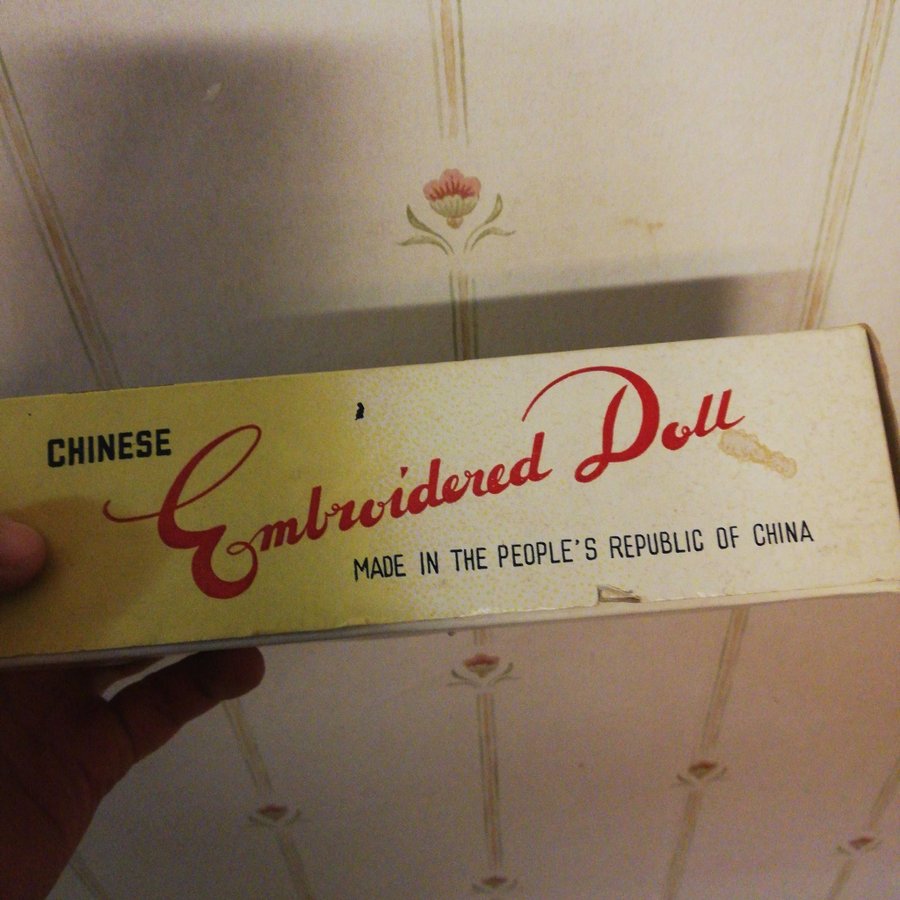 CHINESE
Embroidered Doll
MADE IN THE PEOPLE'S REPUBLIC OF CHINA